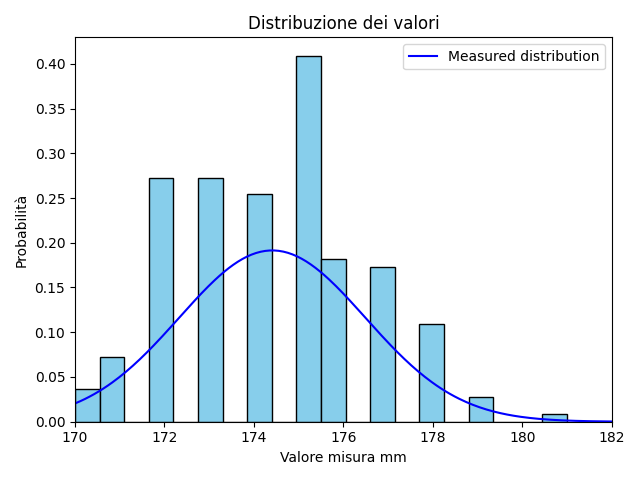 Distribuzione dei valori
Measured distribution
0.40
0.35
0.30
0.25
0.20
0.15
0.10
0.05
0.00
Probabilità
170 172 174 176 178 180 182
Valore misura mm